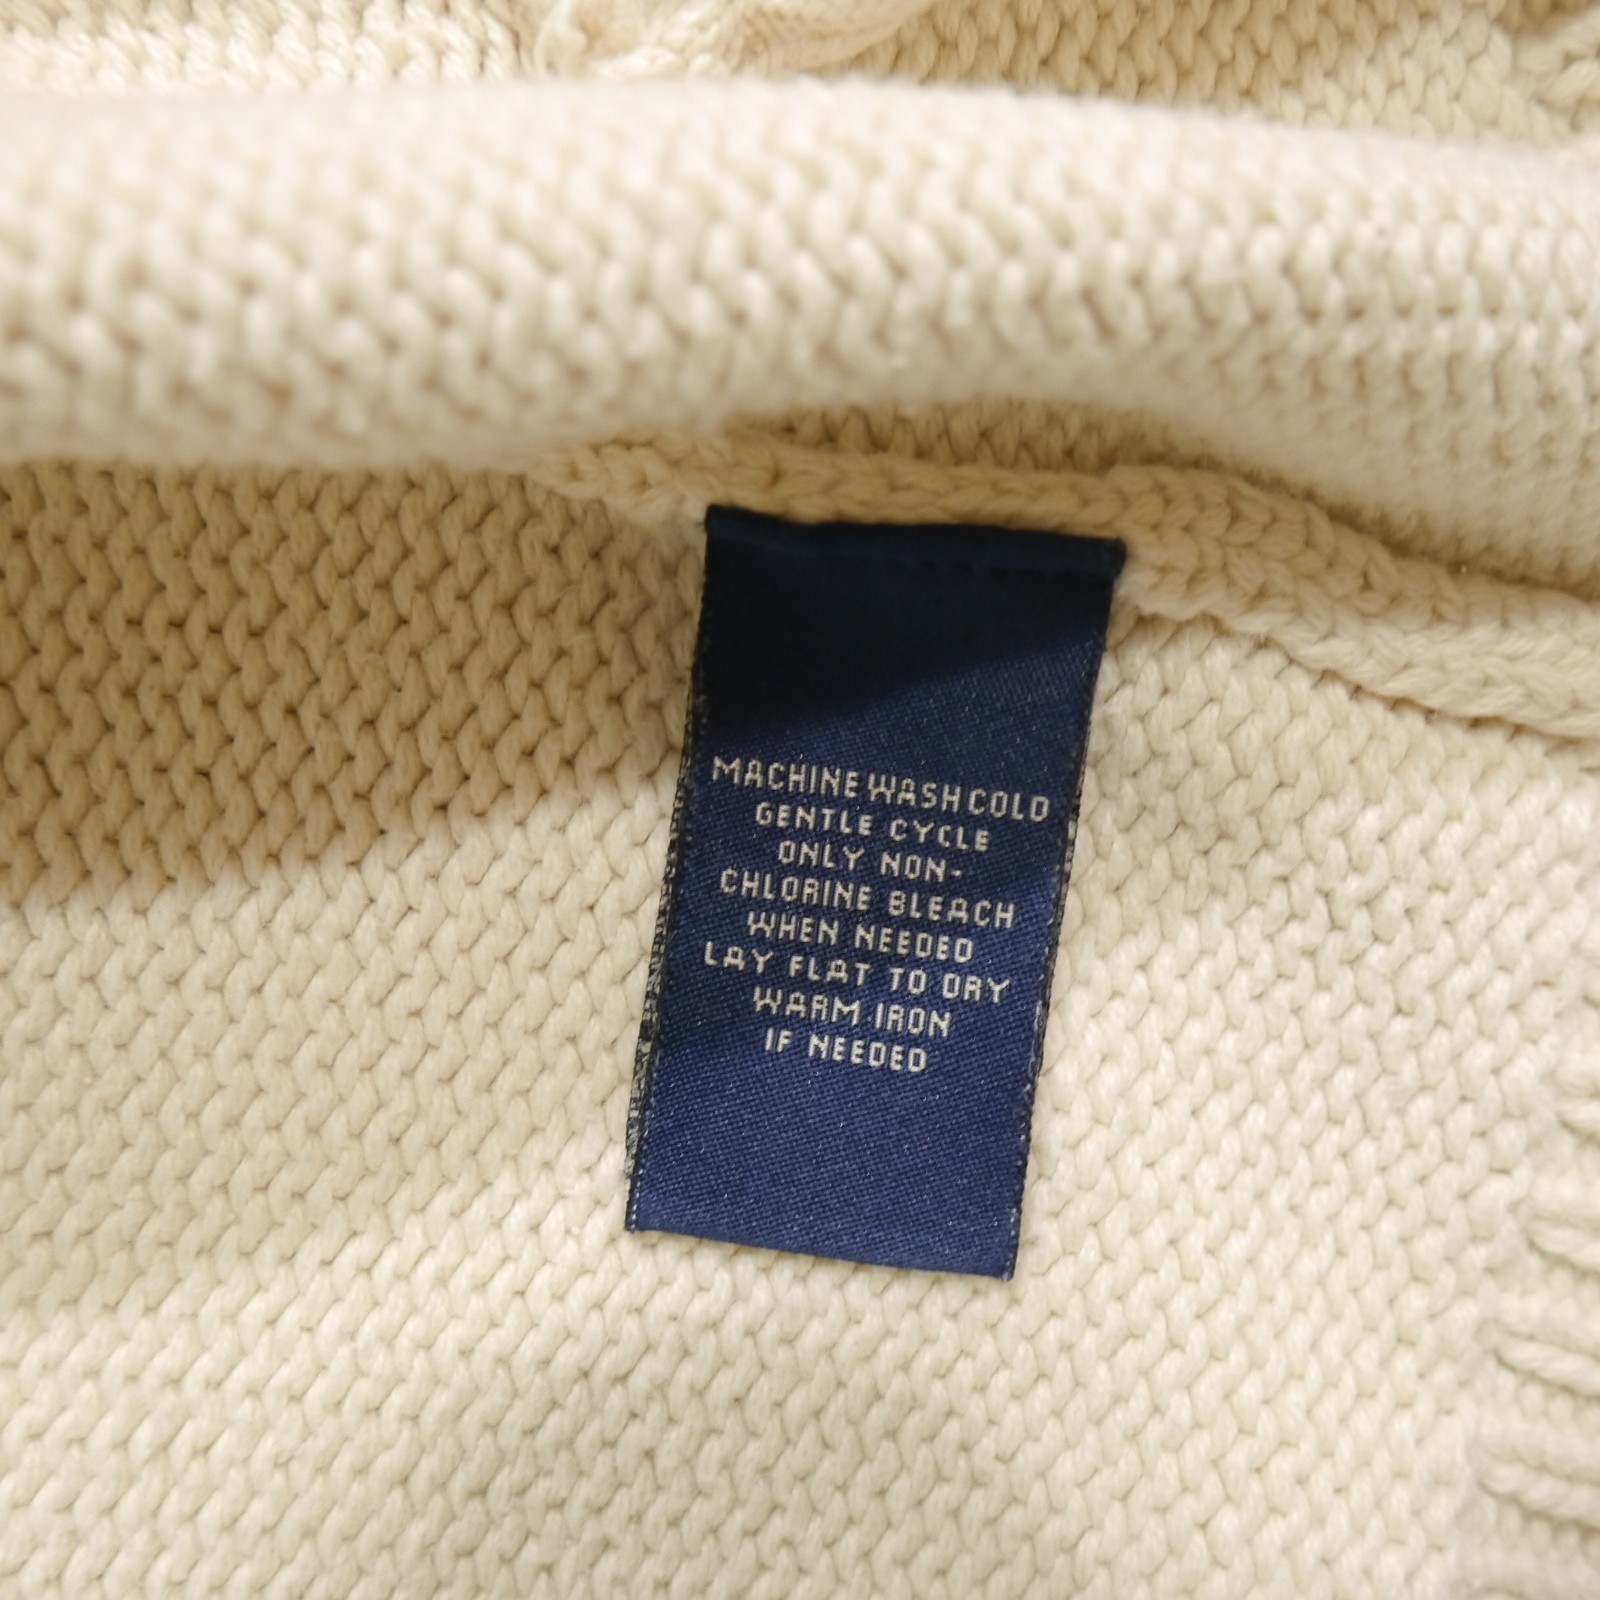 MACHINE WASH COLD
GENTLE CYCLE
ONLY NON-
CHLORINE BLEACH
WHEN NEEDED
LAY FLAT TO DRY
WARM IRON
IF NEEDED